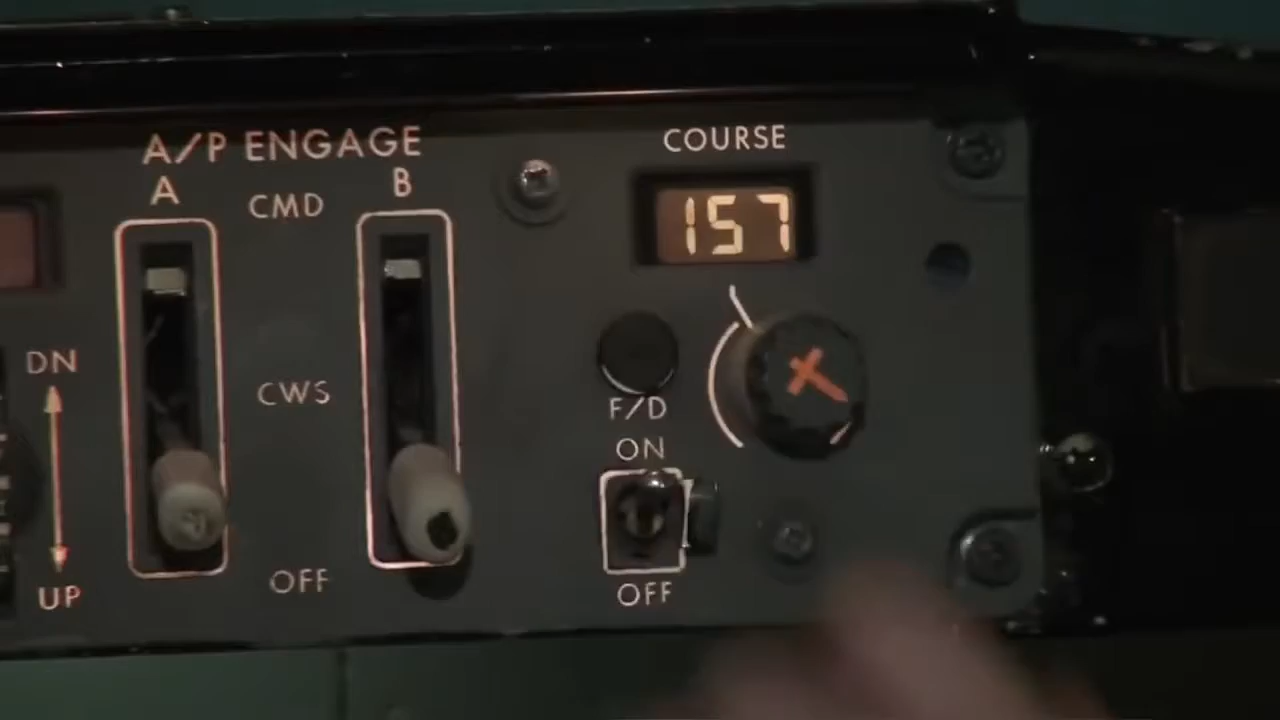 A/P ENGAGE
A
CMD
B
CWS
OFF
DN
UP
COURSE
157
F/D
ON
OFF